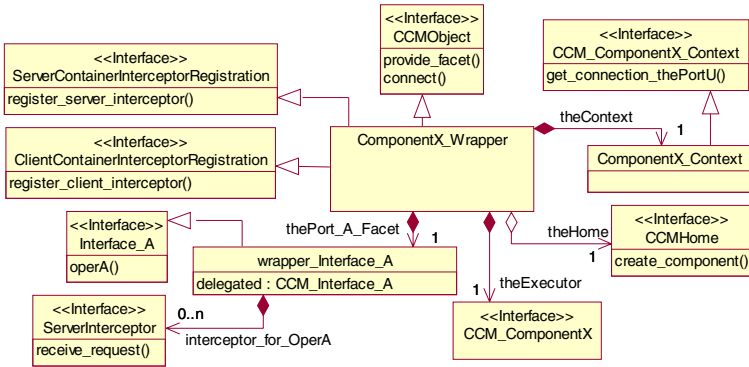 <<Interface>>
CCMObject
provide_facet()
connect()
<<Interface>>
CCM_ComponentX_Context
get_connection_thePortU()
<<Interface>>
ServerContainerInterceptorRegistration
register_server_interceptor()
<<Interface>>
ClientContainerInterceptorRegistration
register_client_interceptor()
ComponentX_Wrapper
theContext
1
ComponentX_Context
<<Interface>>
Interface_A
operA()
thePort_A_Facet
1
wrapper_Interface_A
delegated : CCM_Interface_A
theHome
1
<<Interface>>
CCMHome
create_component()
theExecutor
1
<<Interface>>
CCM_ComponentX
<<Interface>>
ServerInterceptor
receive_request()
0..n
interceptor_for_OperA